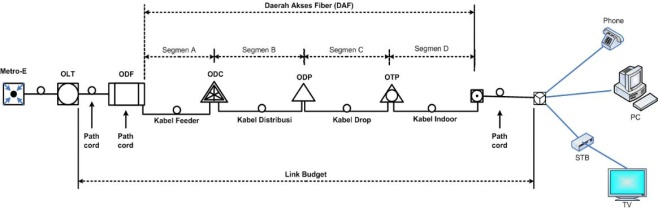 Daerah Akses Fiber (DAF)
Segmen A
Segmen B
Segmen C
Segmen D
Phone
Metro-E
OLT
ODF
ODC
ODP
OTP
PC
Kabel Feeder
Kabel Distribusi
Kabel Drop
Kabel Indoor
Path
cord
Path
cord
Path
cord
STB
Link Budget
TV